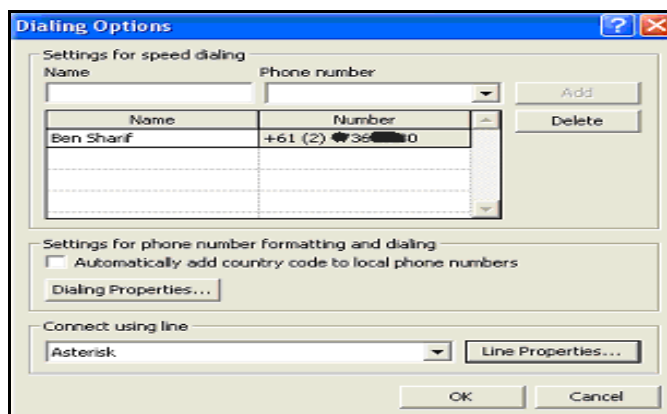 Dialing Options
Settings for speed dialing
Name Phone number
Add
Name Number
Delete
Ben Sharif +61 (2) 36 0
Settings for phone number formatting and dialing
Automatically add country code to local phone numbers
Dialing Properties...
Connect using line
Asterisk
Line Properties...
OK Cancel